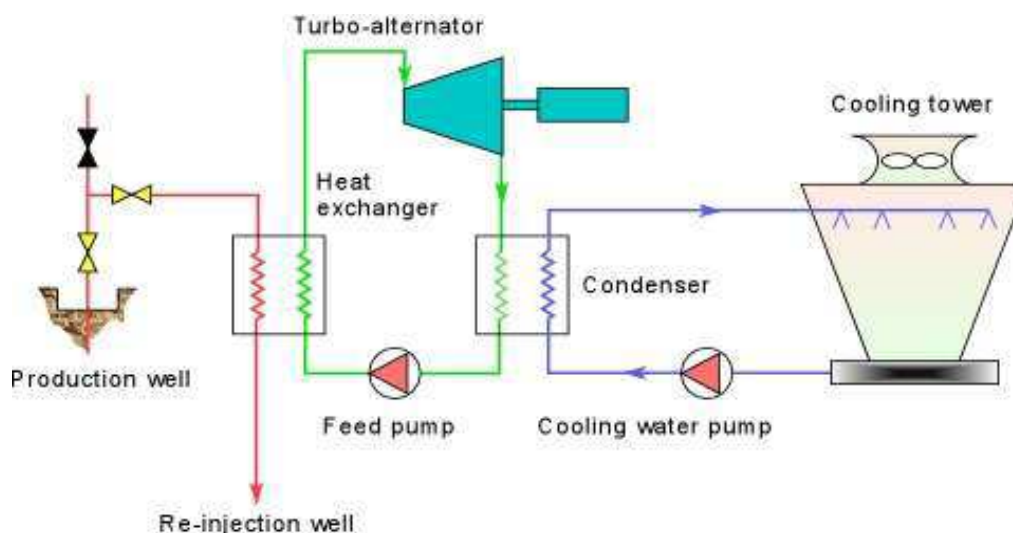 Turbo-alternator
Cooling tower
Heat
exchanger
Condenser
Production well
Feed pump
Cooling water pump
Re-injection well